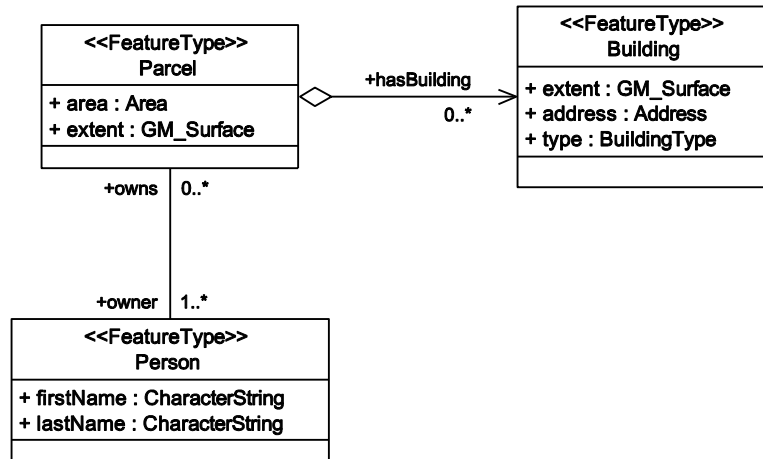 <<FeatureType>>
Parcel
+ area : Area
+ extent : GM_Surface
+hasBuilding
0..*
<<FeatureType>>
Building
+ extent : GM_Surface
+ address : Address
+ type : BuildingType
+owns 0..*
+owner 1..*
<<FeatureType>>
Person
+ firstName : CharacterString
+ lastName : CharacterString